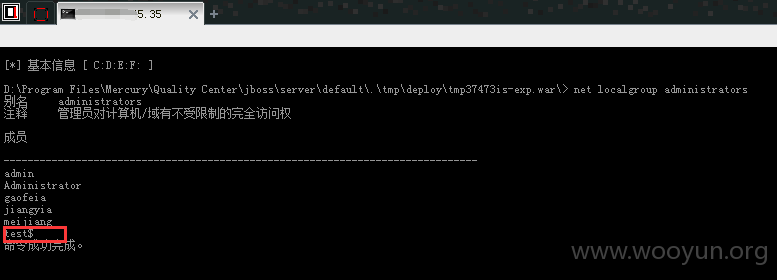 5.35
[*] 基本信息 [ C:D:E:F: ]
D:\Program Files\Mercury\Quality Center\jboss\server\default\.\tmp\deploy\tmp37473is-exp.war\> net localgroup administrators
别名 administrators
注释 管理员对计算机/域有不受限制的完全访问权
成员
-------------------------------------------------------------------------------
admin
Administrator
gaofeia
jiangyia
meijiang
test$
命令成功完成。
www.wooyun.org